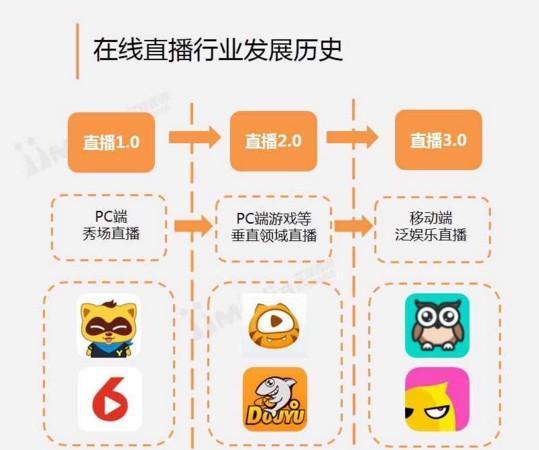 在线直播行业发展历史
直播1.0
直播2.0
直播3.0
PC端
秀场直播
PC端游戏等
垂直领域直播
移动端
泛娱乐直播
Y
6
DOUYU